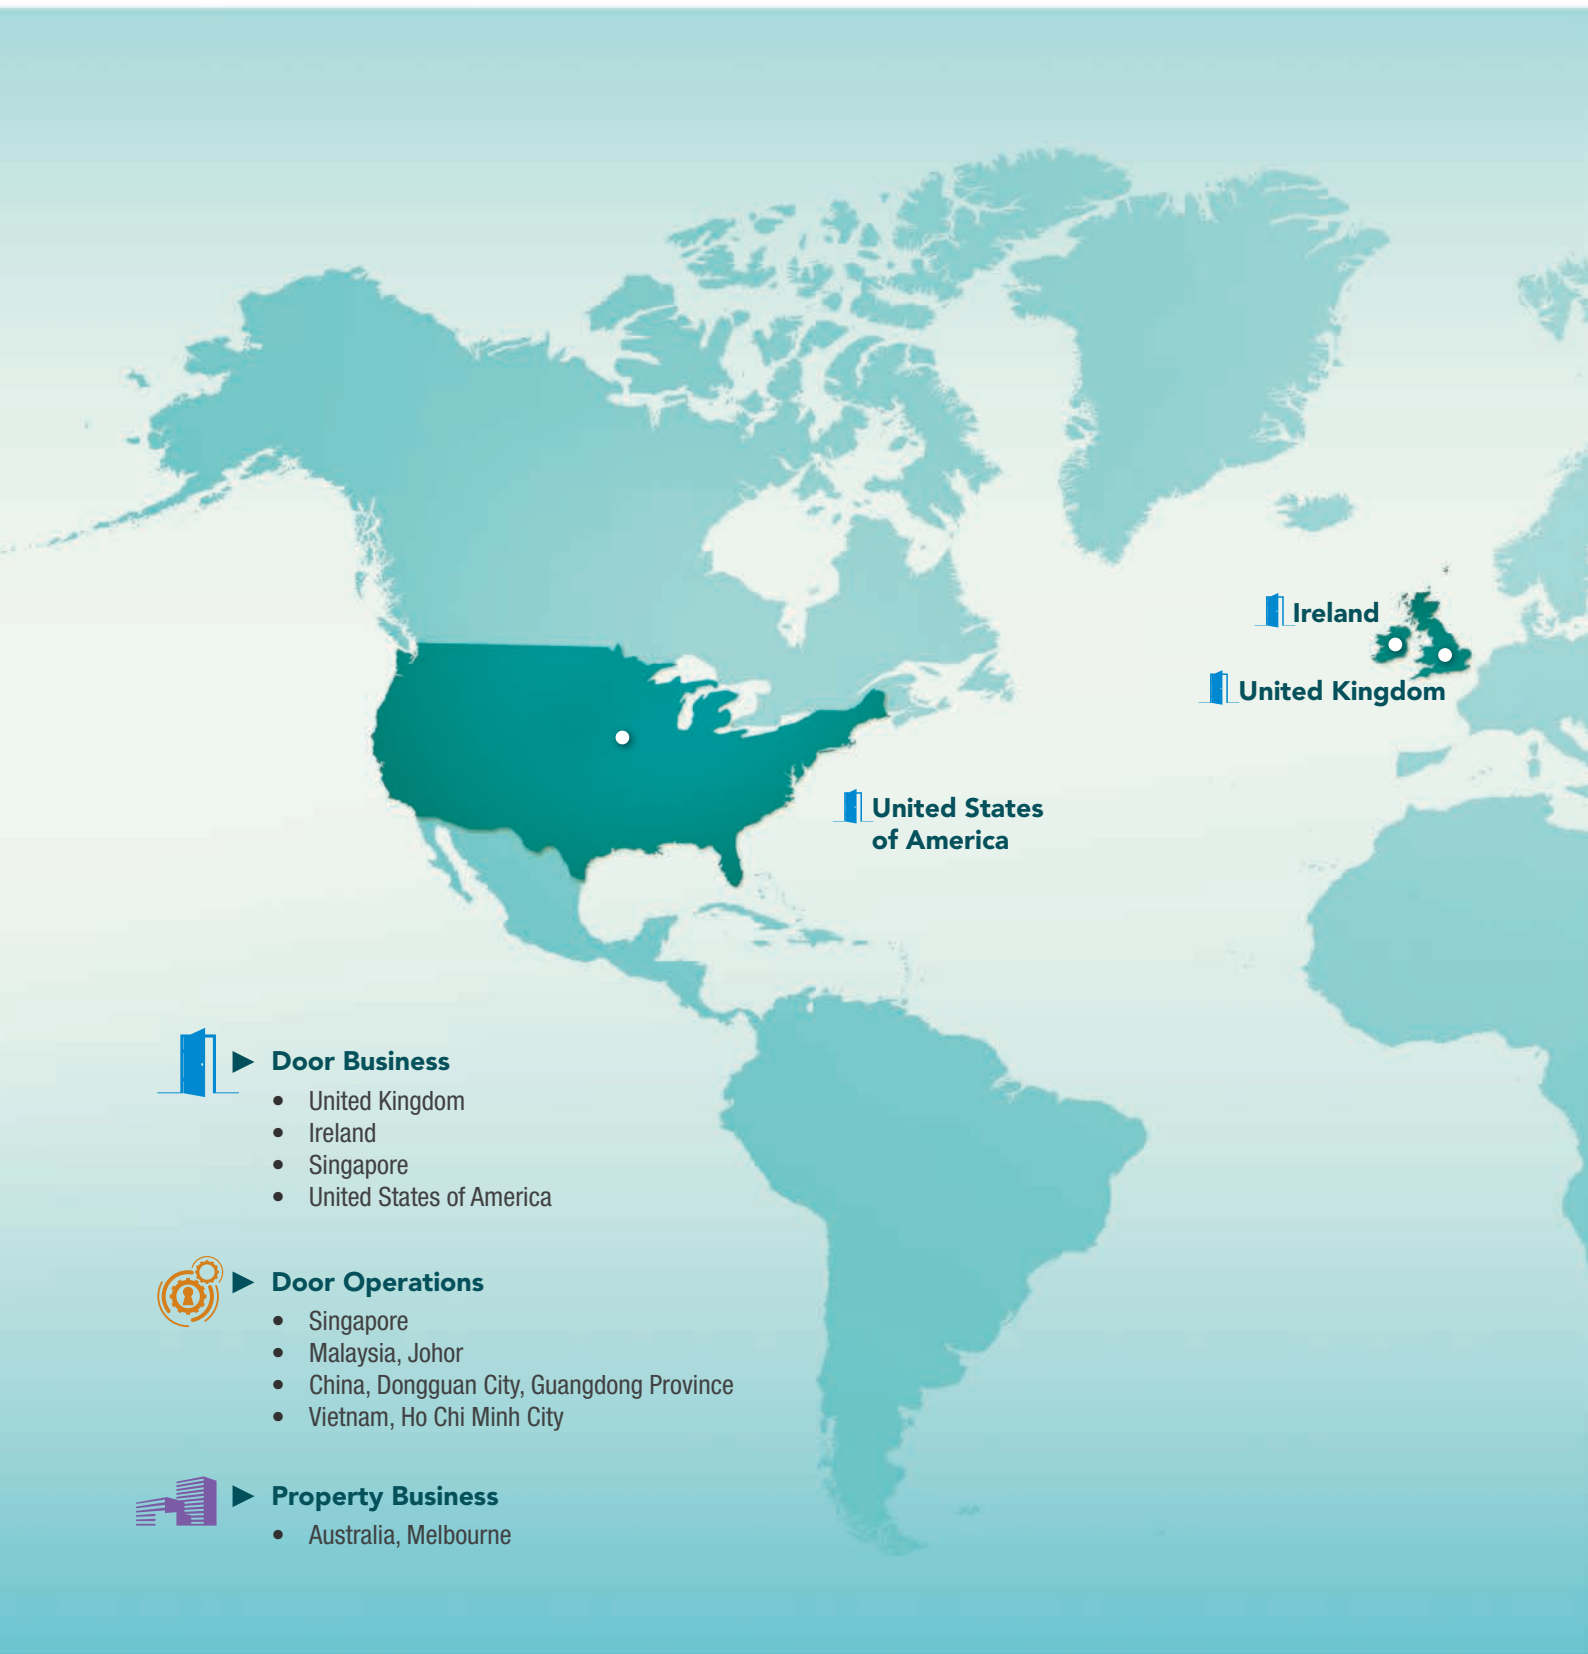 Ireland
United Kingdom
United States
of America
Door Business
• United Kingdom
• Ireland
• Singapore
• United States of America
Door Operations
• Singapore
• Malaysia, Johor
• China, Dongguan City, Guangdong Province
• Vietnam, Ho Chi Minh City
Property Business
• Australia, Melbourne